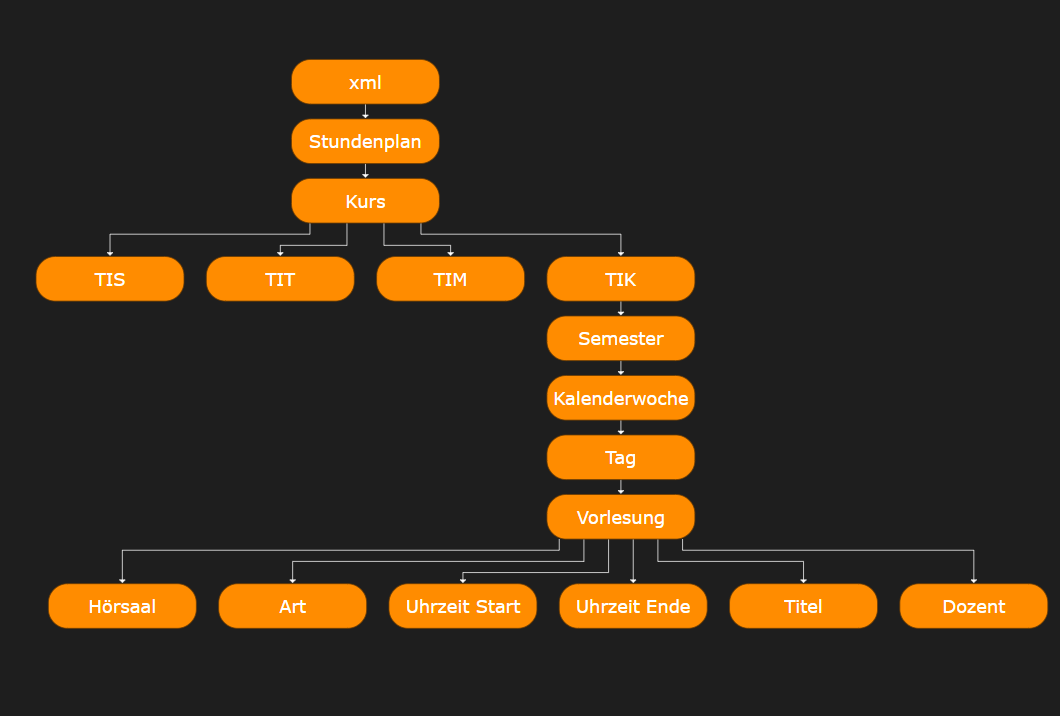 xml
Stundenplan
Kurs
TIS
TIT
TIM
TIK
Semester
Kalenderwoche
Tag
Vorlesung
Hörsaal
Art
Uhrzeit Start
Uhrzeit Ende
Titel
Dozent